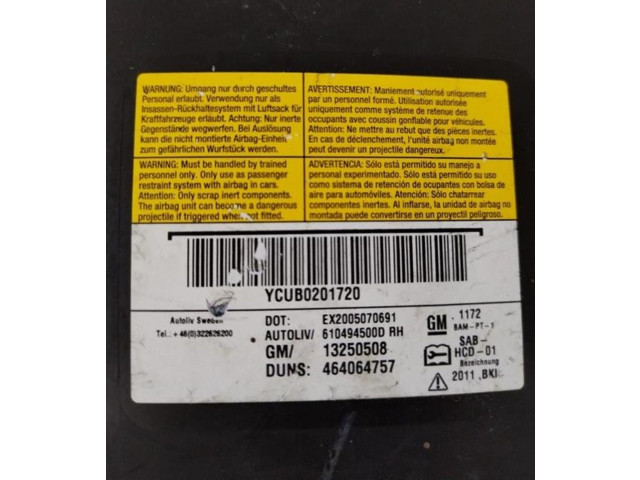 WARNUNG: Umgang nur durch geschultes
Personal erlaubt. Verwendung nur als
Insassen-Rückhaltesystem mit Luftsack für
Kraftfahrzeuge erlaubt. Achtung: Nur inerte
Gegenstände wegwerfen. Bei Auslösung
kann die nicht montierte Airbag-Einheit
zum gefährlichen Wurfstück werden.
AVERTISSEMENT: Maniement autorisé uniquement
par un personnel formé. Utilisation autorisée
uniquement comme système de retenue des
occupants avec coussin gonflable pour véhicules.
Attention: Ne mettre au rebut que des pièces inertes.
En cas de déclenchement, l'unité airbag non montée
peut devenir un projectile dangereux.
WARNING: Must be handled by trained
personnel only. Only use as passenger
restraint system with airbag in cars.
Attention: Only scrap inert components.
The airbag unit can become a dangerous
projectile if triggered when not fitted.
ADVERTENCIA: Sólo está permitido su manejo a
personal experimentado. Sólo está permitido su uso
como sistema de retención de ocupantes con bolsa de
aire para automóviles. Atención: Sólo chatarrear
componentes inertes. Al inflarse, la unidad de airbag no
montada puede convertirse en un proyectil peligroso.
YCUB0201720
Autoliv Sweden
Tel.: +46(0)322626200
DOT: EX2005070691
AUTOLIV/ 610494500D RH
GM/ 13250508
DUNS: 464064757
GM 1172
BAM-PT-1
SAB-
HCD-01
Bezeichnung
2011